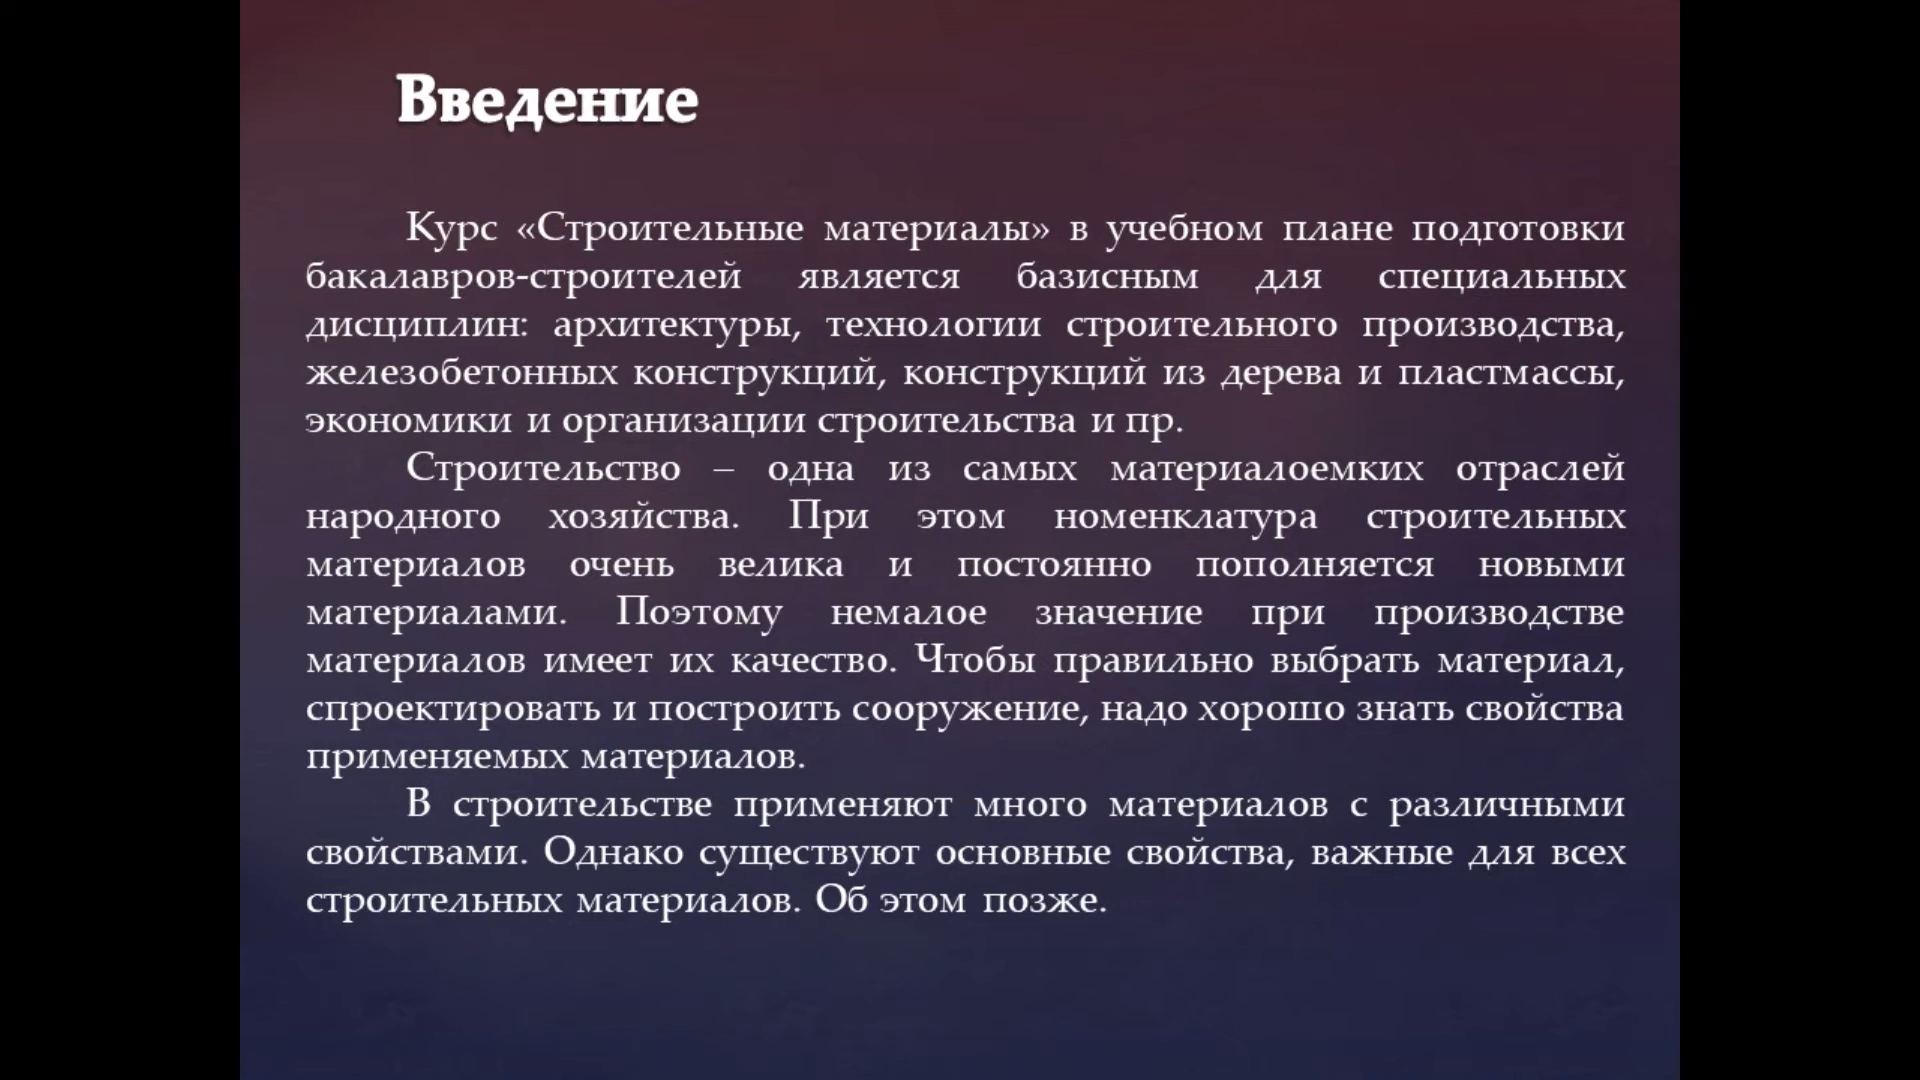 Введение
Курс «Строительные материалы» в учебном плане подготовки
бакалавров-строителей является базисным для специальных
дисциплин: архитектуры, технологии строительного производства,
железобетонных конструкций, конструкций из дерева и пластмассы,
экономики и организации строительства и пр.
Строительство – одна из самых материалоемких отраслей
народного хозяйства. При этом номенклатура строительных
материалов очень велика и постоянно пополняется новыми
материалами. Поэтому немалое значение при производстве
материалов имеет их качество. Чтобы правильно выбрать материал,
спроектировать и построить сооружение, надо хорошо знать свойства
применяемых материалов.
В строительстве применяют много материалов с различными
свойствами. Однако существуют основные свойства, важные для всех
строительных материалов. Об этом позже.